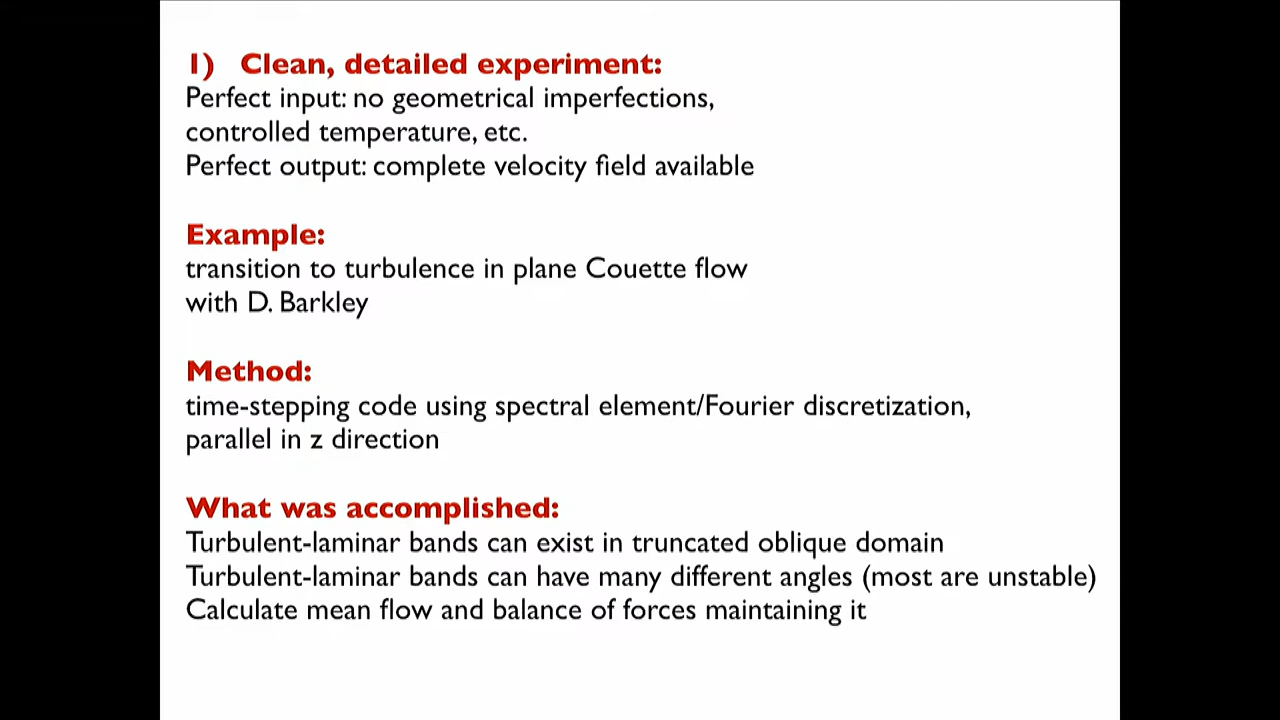 1) Clean, detailed experiment:
Perfect input: no geometrical imperfections,
controlled temperature, etc.
Perfect output: complete velocity field available
Example:
transition to turbulence in plane Couette flow
with D. Barkley
Method:
time-stepping code using spectral element/Fourier discretization,
parallel in z direction
What was accomplished:
Turbulent-laminar bands can exist in truncated oblique domain
Turbulent-laminar bands can have many different angles (most are unstable)
Calculate mean flow and balance of forces maintaining it